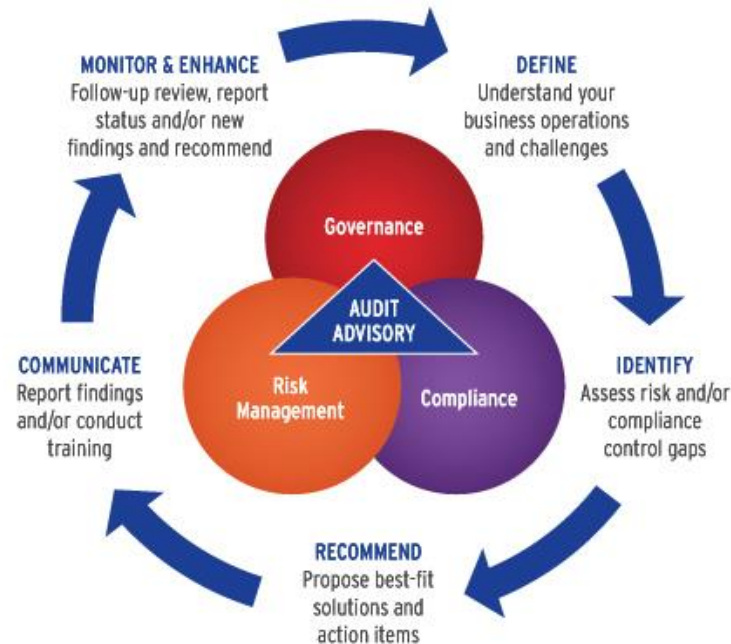 MONITOR & ENHANCE
Follow-up review, report
status and/or new
findings and recommend
DEFINE
Understand your
business operations
and challenges
Governance
AUDIT
ADVISORY
Risk
Management
Compliance
COMMUNICATE
Report findings
and/or conduct
training
IDENTIFY
Assess risk and/or
compliance
control gaps
RECOMMEND
Propose best-fit
solutions and
action items